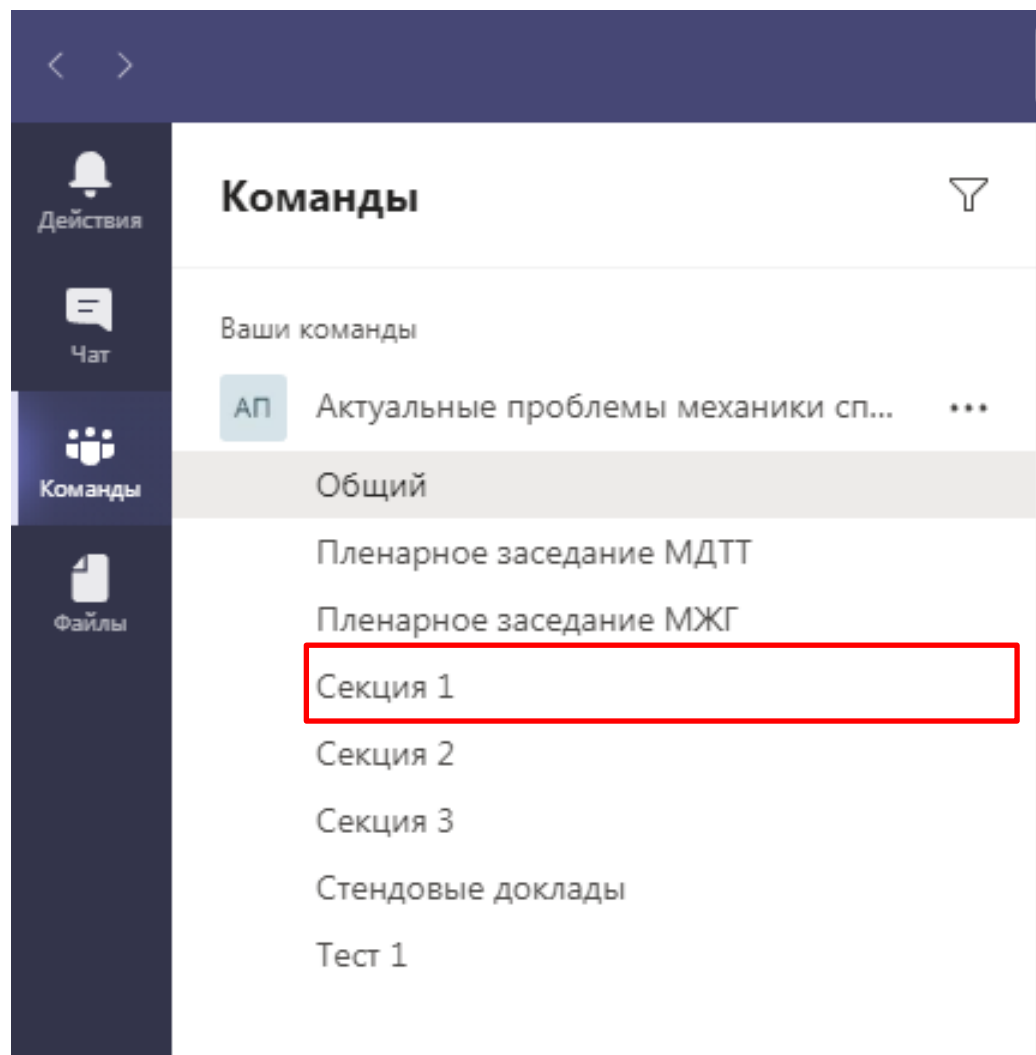 Действия
Чат
Команды
Файлы
Команды
Ваши команды
АП Актуальные проблемы механики сп... •••
Общий
Пленарное заседание МДТТ
Пленарное заседание МЖГ
Секция 1
Секция 2
Секция 3
Стендовые доклады
Тест 1